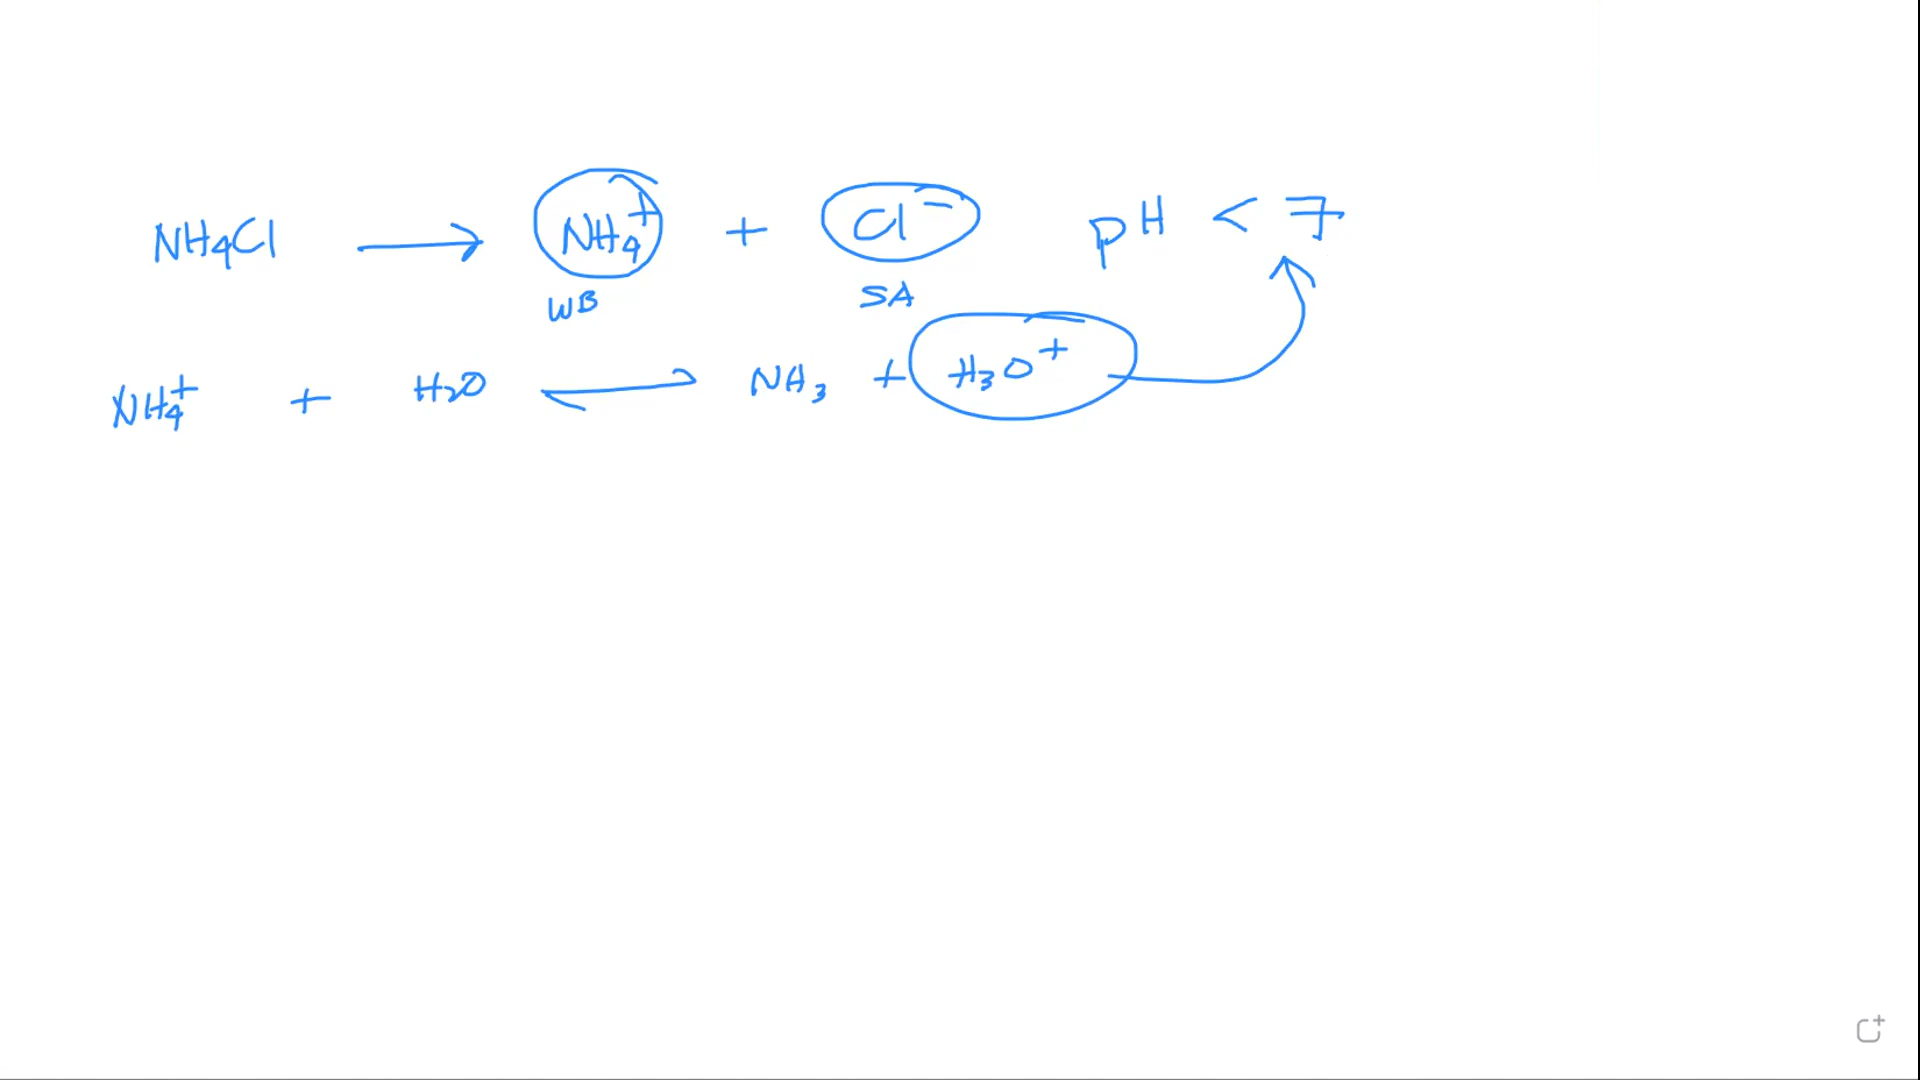 NH4Cl → NH4+ + Cl− pH < 7
WB SA
NH4+ + H2O ⇌ NH3 + H3O+